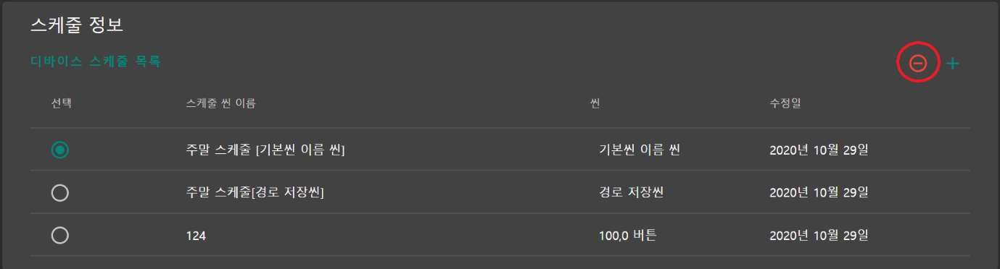 스케줄 정보
디바이스 스케줄 목록
선택 스케줄 씬 이름 씬 수정일
주말 스케줄 [기본씬 이름 씬] 기본씬 이름 씬 2020년 10월 29일
주말 스케줄[경로 저장씬] 경로 저장씬 2020년 10월 29일
124 100,0 버튼 2020년 10월 29일